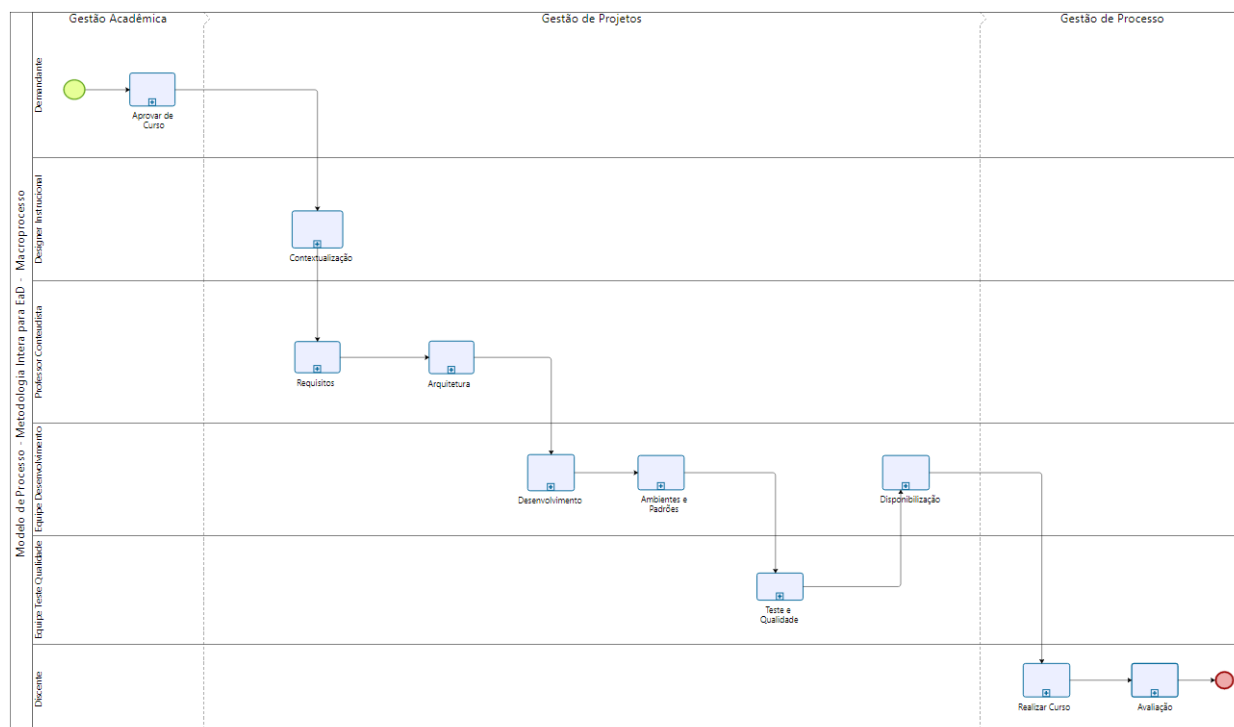 Gestão Académica
Gestão de Projetos
Gestão de Processo
Modelo de Processo - Metodologia Intera para EaD - Macroprocesso
Demandante
Aprovar de
Curso
Designer Instrucional
Contextualização
Professor Conteudista
Requisitos
Arquitetura
Equipe Desenvolvimento
Desenvolvimento
Ambientes e
Padrões
Disponibilização
Equipe Teste Qualidade
Teste e
Qualidade
Discente
Realizar Curso
Avaliação